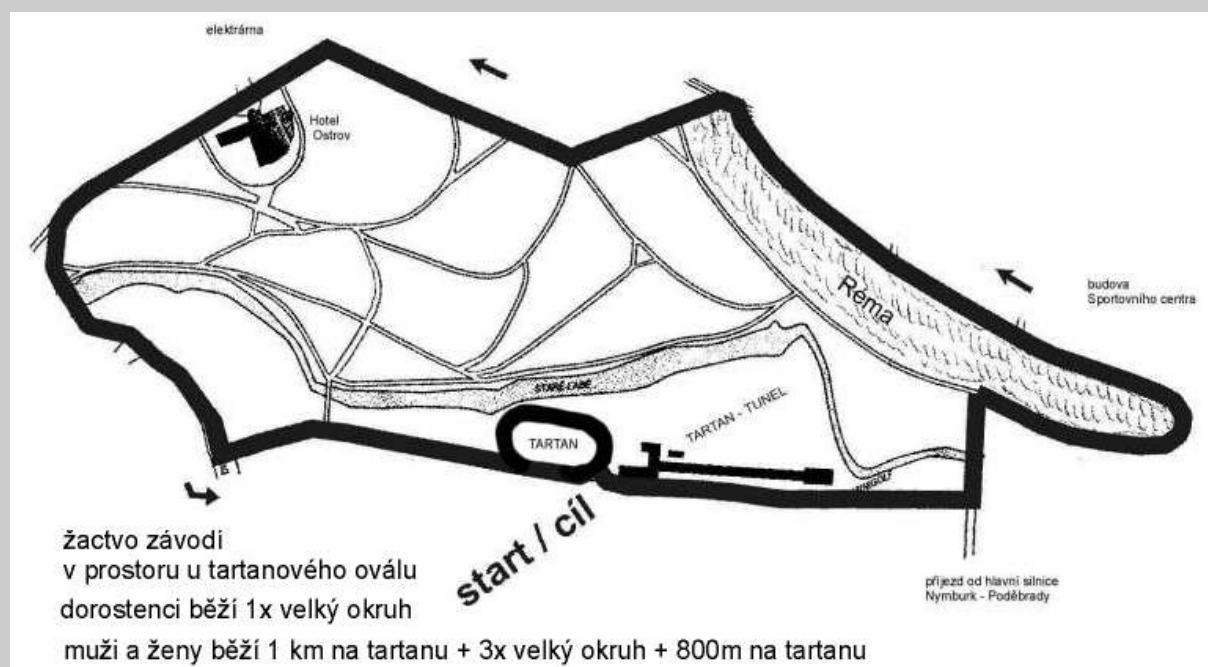 elektrárna
Hotel
Ostrov
Rema
budova
Sportovního centra
STARÉ LABE
TARTAN
TARTAN - TUNEL
MINIGOLF
start / cíl
příjezd od hlavní silnice
Nymburk - Poděbrady
žactvo závodí
v prostoru u tartanového oválu
dorostenci běží 1x velký okruh
muži a ženy běží 1 km na tartanu + 3x velký okruh + 800m na tartanu